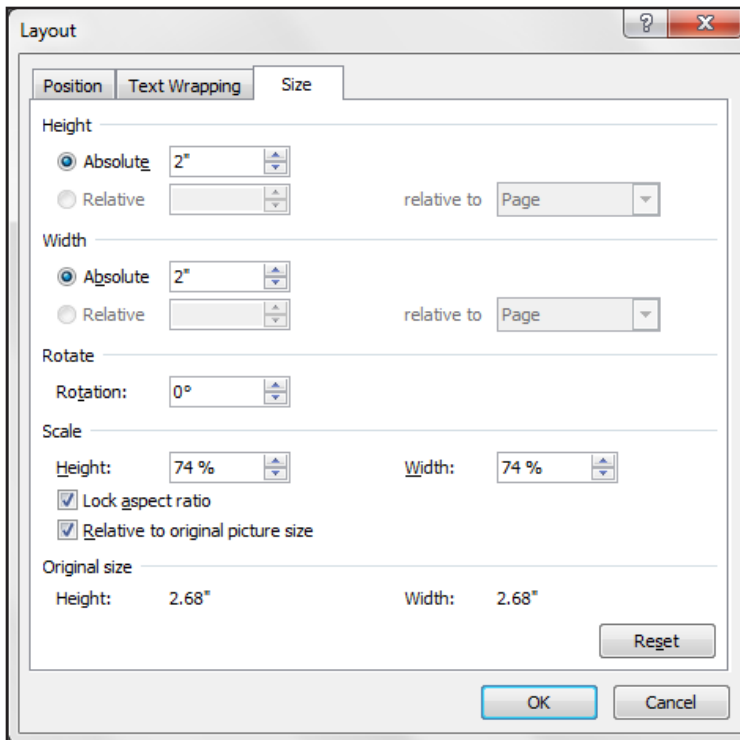 Layout
?
X
Position Text Wrapping Size
Height
Absolute 2"
Relative relative to Page
Width
Absolute 2"
Relative relative to Page
Rotate
Rotation: 0°
Scale
Height: 74 % Width: 74 %
Lock aspect ratio
Relative to original picture size
Original size
Height: 2.68" Width: 2.68"
Reset
OK Cancel